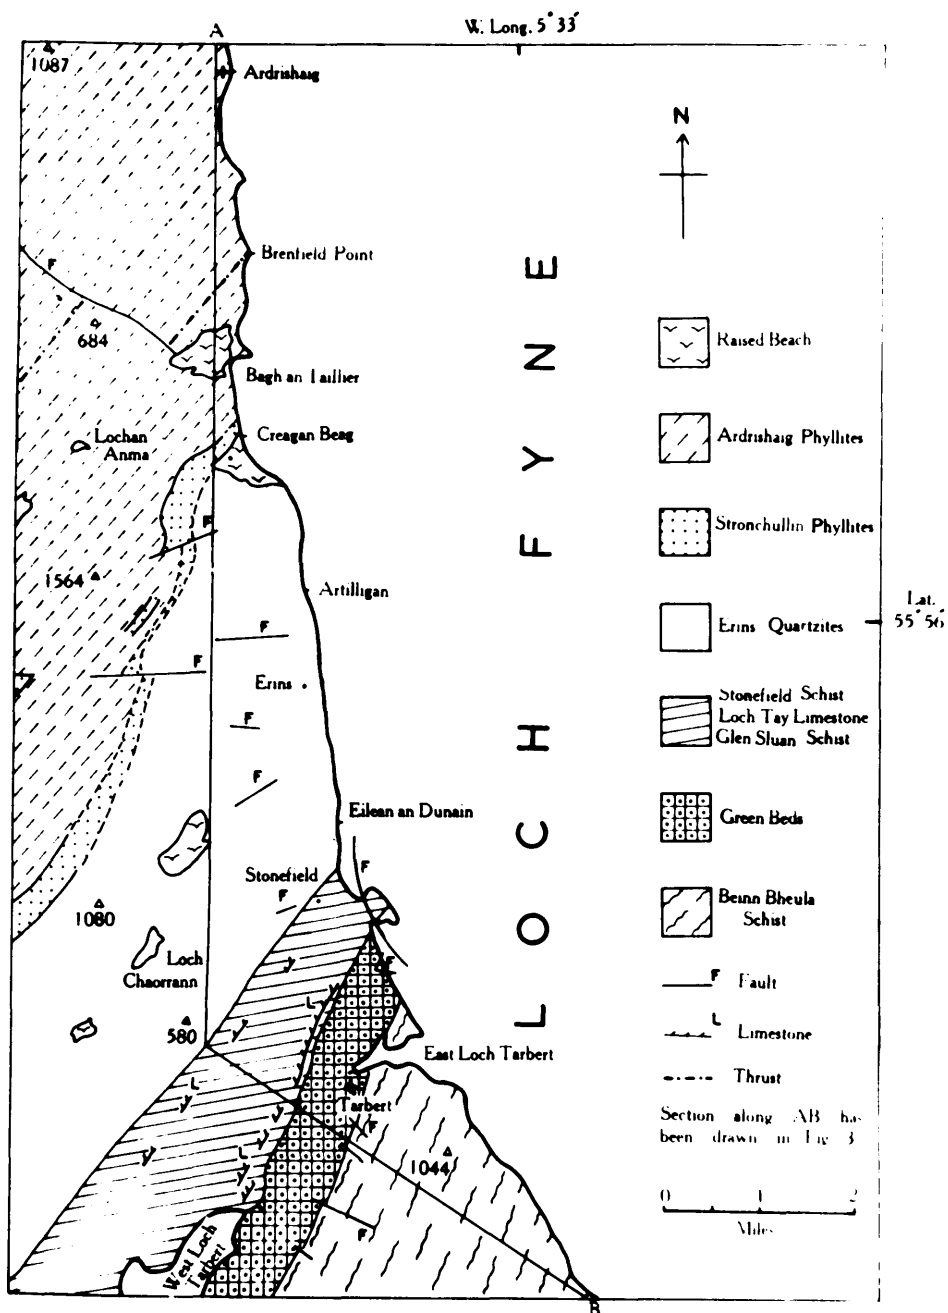 A
W. Long. 5° 33′
1087
Ardrishaig
N
Brenfield Point
F
684
Raised Beach
Bagh an Taillier
Creagan Beag
Lochan
Anma
Ardrishaig Phyllites
F
Stronchullin Phyllites
1564
Artilligan
Lat.
55° 56′
Erins Quartzites
F
F
Erins
F
Stonefield Schist
Loch Tay Limestone
Glen Sluan Schist
F
Eilean an Dunain
Green Beds
F
Stonefield
F
1080
Beinn Bheula
Schist
LOCH FYNE
Loch
Chaorrann
F
F
Fault
L
580
L
Limestone
East Loch Tarbert
Thrust
L
Tarbert
F
Section along AB has
been drawn in Fig 3
L
1044
0 1 2
Miles
F
West Loch
Tarbert
B